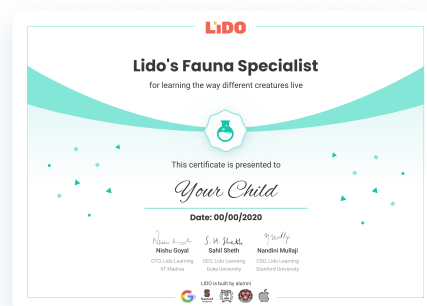 LiDO
Lido's Fauna Specialist
for learning the way different creatures live
This certificate is presented to
Your Child
Date: 00/00/2020
Nishu Goyal Sahil Sheth Nandini Mullaji
CTO, Lido Learning CEO, Lido Learning CSO, Lido Learning
IIT Madras Duke University Stanford University
LIDO is built by alumni